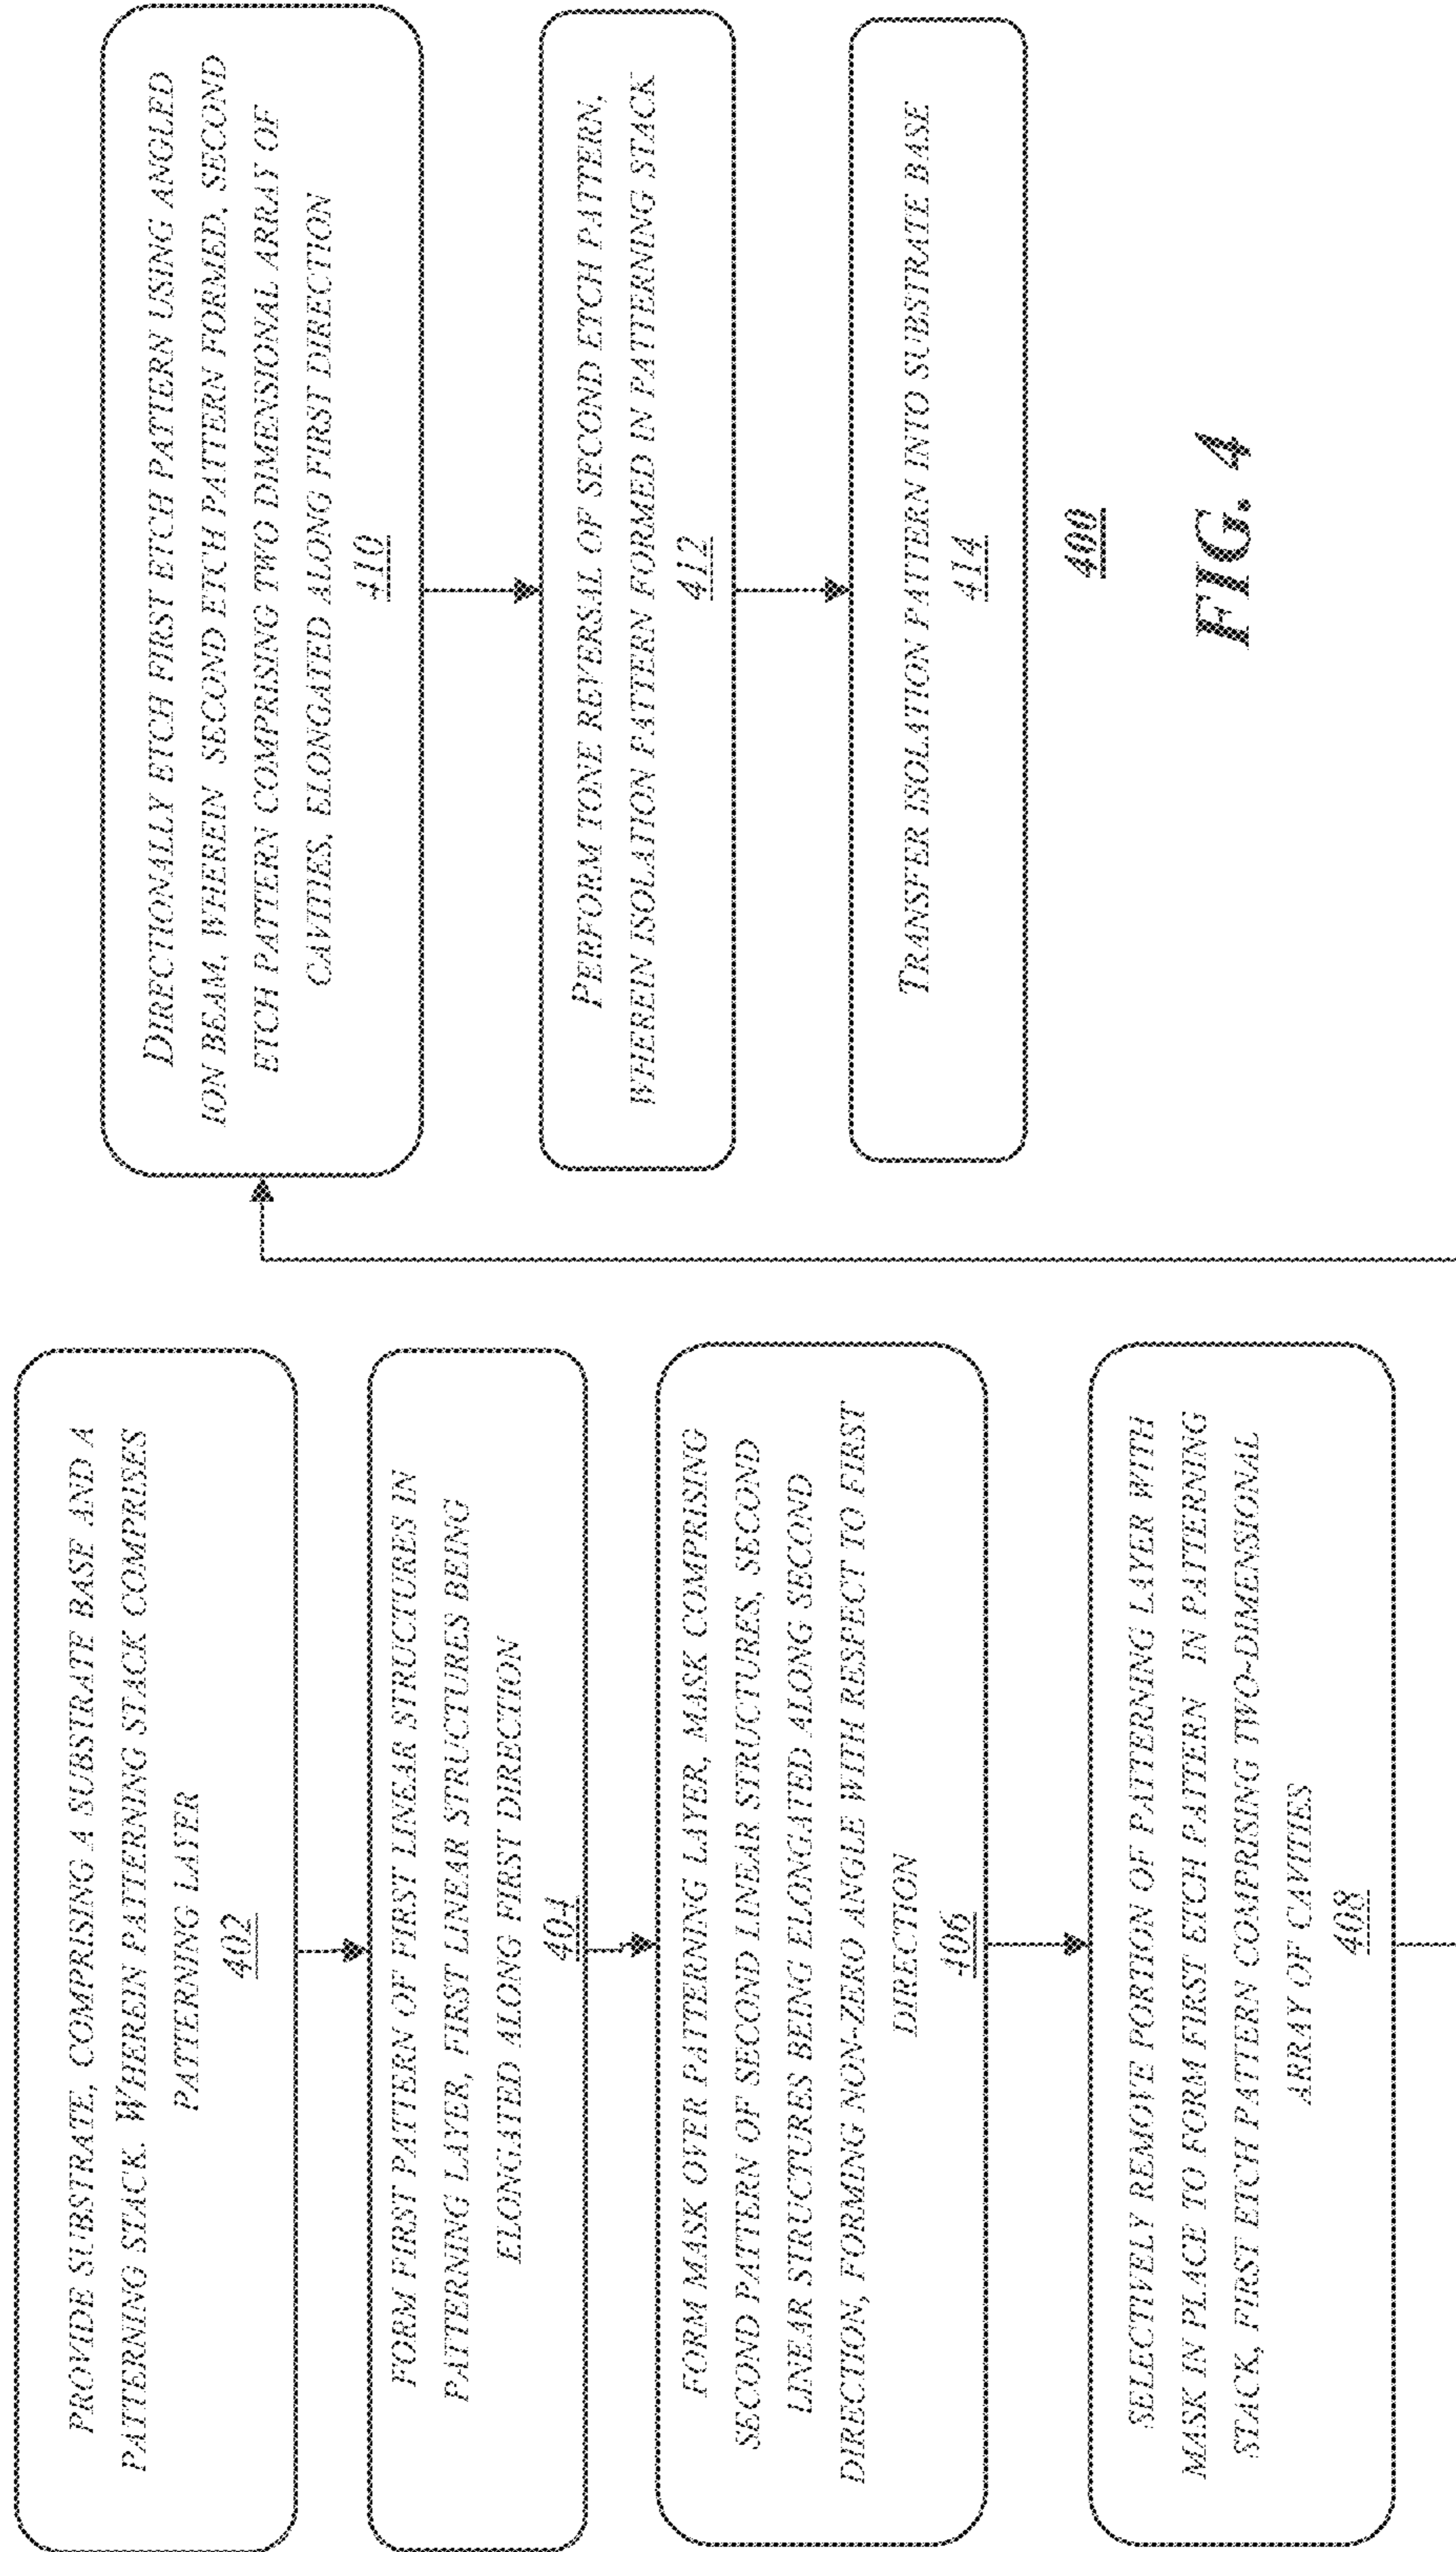 PROVIDE SUBSTRATE, COMPRISING A SUBSTRATE BASE AND A
PATTERNING STACK. WHEREIN PATTERNING STACK COMPRISES
PATTERNING LAYER
402
FORM FIRST PATTERN OF FIRST LINEAR STRUCTURES IN
PATTERNING LAYER, FIRST LINEAR STRUCTURES BEING
ELONGATED ALONG FIRST DIRECTION
404
FORM MASK OVER PATTERNING LAYER, MASK COMPRISING
SECOND PATTERN OF SECOND LINEAR STRUCTURES, SECOND
LINEAR STRUCTURES BEING ELONGATED ALONG SECOND
DIRECTION, FORMING NON-ZERO ANGLE WITH RESPECT TO FIRST
DIRECTION
406
SELECTIVELY REMOVE PORTION OF PATTERNING LAYER WITH
MASK IN PLACE TO FORM FIRST ETCH PATTERN IN PATTERNING
STACK, FIRST ETCH PATTERN COMPRISING TWO-DIMENSIONAL
ARRAY OF CAVITIES
408
DIRECTIONALLY ETCH FIRST ETCH PATTERN USING ANGLED
ION BEAM, WHEREIN SECOND ETCH PATTERN FORMED, SECOND
ETCH PATTERN COMPRISING TWO DIMENSIONAL ARRAY OF
CAVITIES, ELONGATED ALONG FIRST DIRECTION
410
PERFORM TONE REVERSAL OF SECOND ETCH PATTERN,
WHEREIN ISOLATION PATTERN FORMED IN PATTERNING STACK
412
TRANSFER ISOLATION PATTERN INTO SUBSTRATE BASE
414
400
FIG. 4